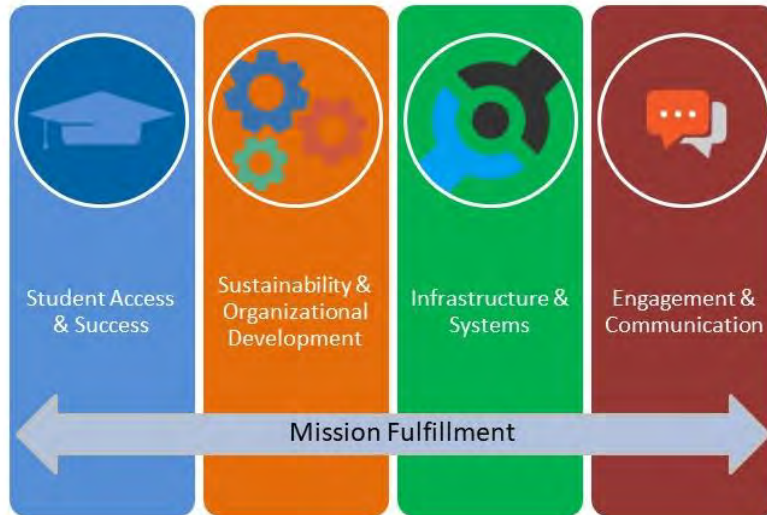 Student Access
& Success
Sustainability &
Organizational
Development
Infrastructure &
Systems
Engagement &
Communication
Mission Fulfillment